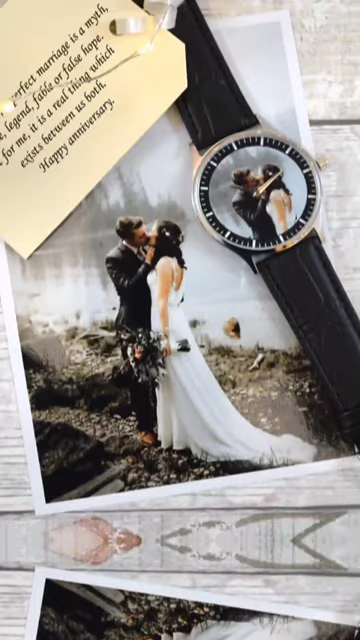 rfect marriage is a myth,
legend, fable or false hope.
for me, it is a real thing which
exists between us both.
Happy anniversary.